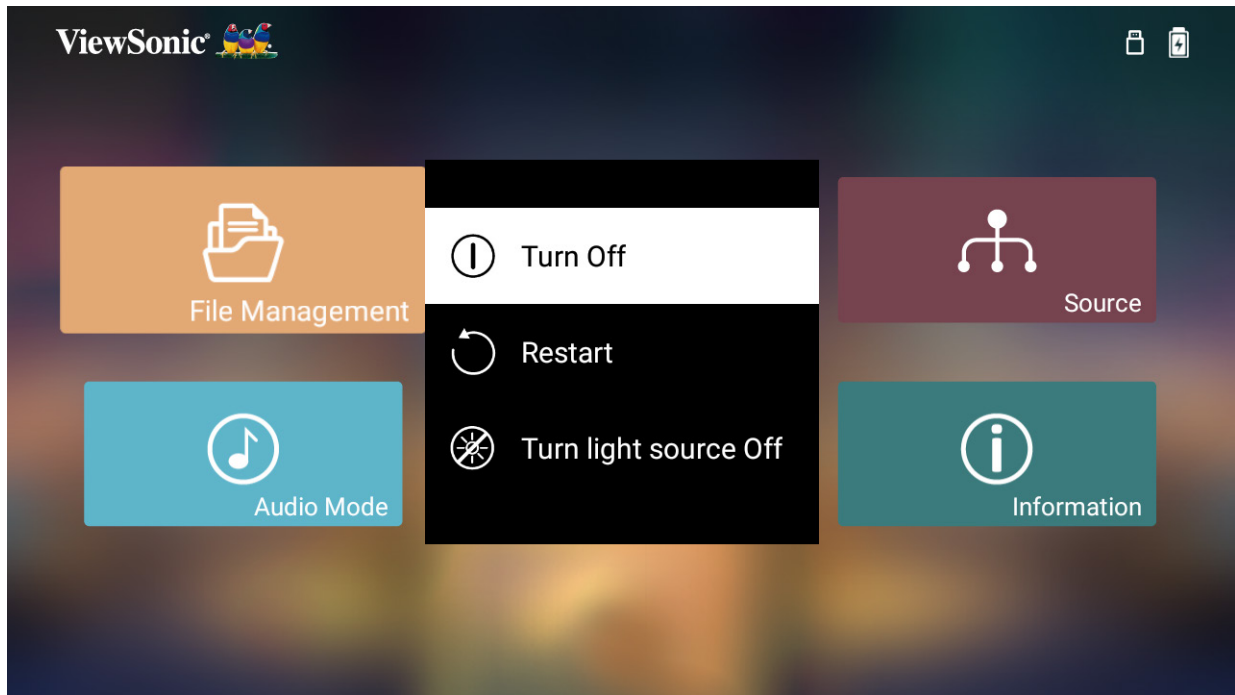 ViewSonic®
File Management
Turn Off
Source
Restart
Audio Mode
Turn light source Off
Information